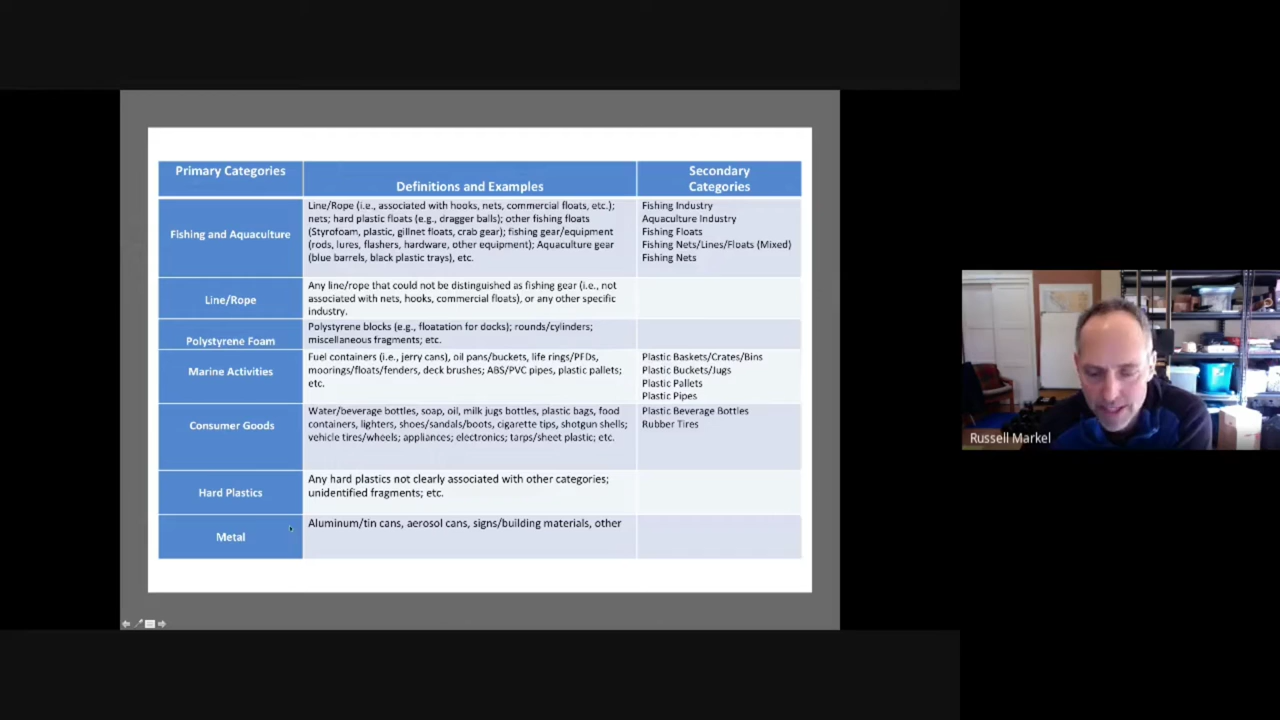 Primary Categories
Definitions and Examples
Secondary
Categories
Fishing and Aquaculture
Line/Rope (i.e., associated with hooks, nets, commercial floats, etc.);
nets; hard plastic floats (e.g., dragger balls); other fishing floats
(Styrofoam, plastic, gillnet floats, crab gear); fishing gear/equipment
(rods, lures, flashers, hardware, other equipment); Aquaculture gear
(blue barrels, black plastic trays), etc.
Fishing Industry
Aquaculture Industry
Fishing Floats
Fishing Nets/Lines/Floats (Mixed)
Fishing Nets
Line/Rope
Any line/rope that could not be distinguished as fishing gear (i.e., not
associated with nets, hooks, commercial floats), or any other specific
industry.
Polystyrene Foam
Polystyrene blocks (e.g., floatation for docks); rounds/cylinders;
miscellaneous fragments; etc.
Marine Activities
Fuel containers (i.e., jerry cans), oil pans/buckets, life rings/PFDs,
moorings/floats/fenders, deck brushes; ABS/PVC pipes, plastic pallets;
etc.
Plastic Baskets/Crates/Bins
Plastic Buckets/Jugs
Plastic Pallets
Plastic Pipes
Consumer Goods
Water/beverage bottles, soap, oil, milk jugs bottles, plastic bags, food
containers, lighters, shoes/sandals/boots, cigarette tips, shotgun shells;
vehicle tires/wheels; appliances; electronics; tarps/sheet plastic; etc.
Plastic Beverage Bottles
Rubber Tires
Hard Plastics
Any hard plastics not clearly associated with other categories;
unidentified fragments; etc.
Metal
Aluminum/tin cans, aerosol cans, signs/building materials, other
Russell Markel